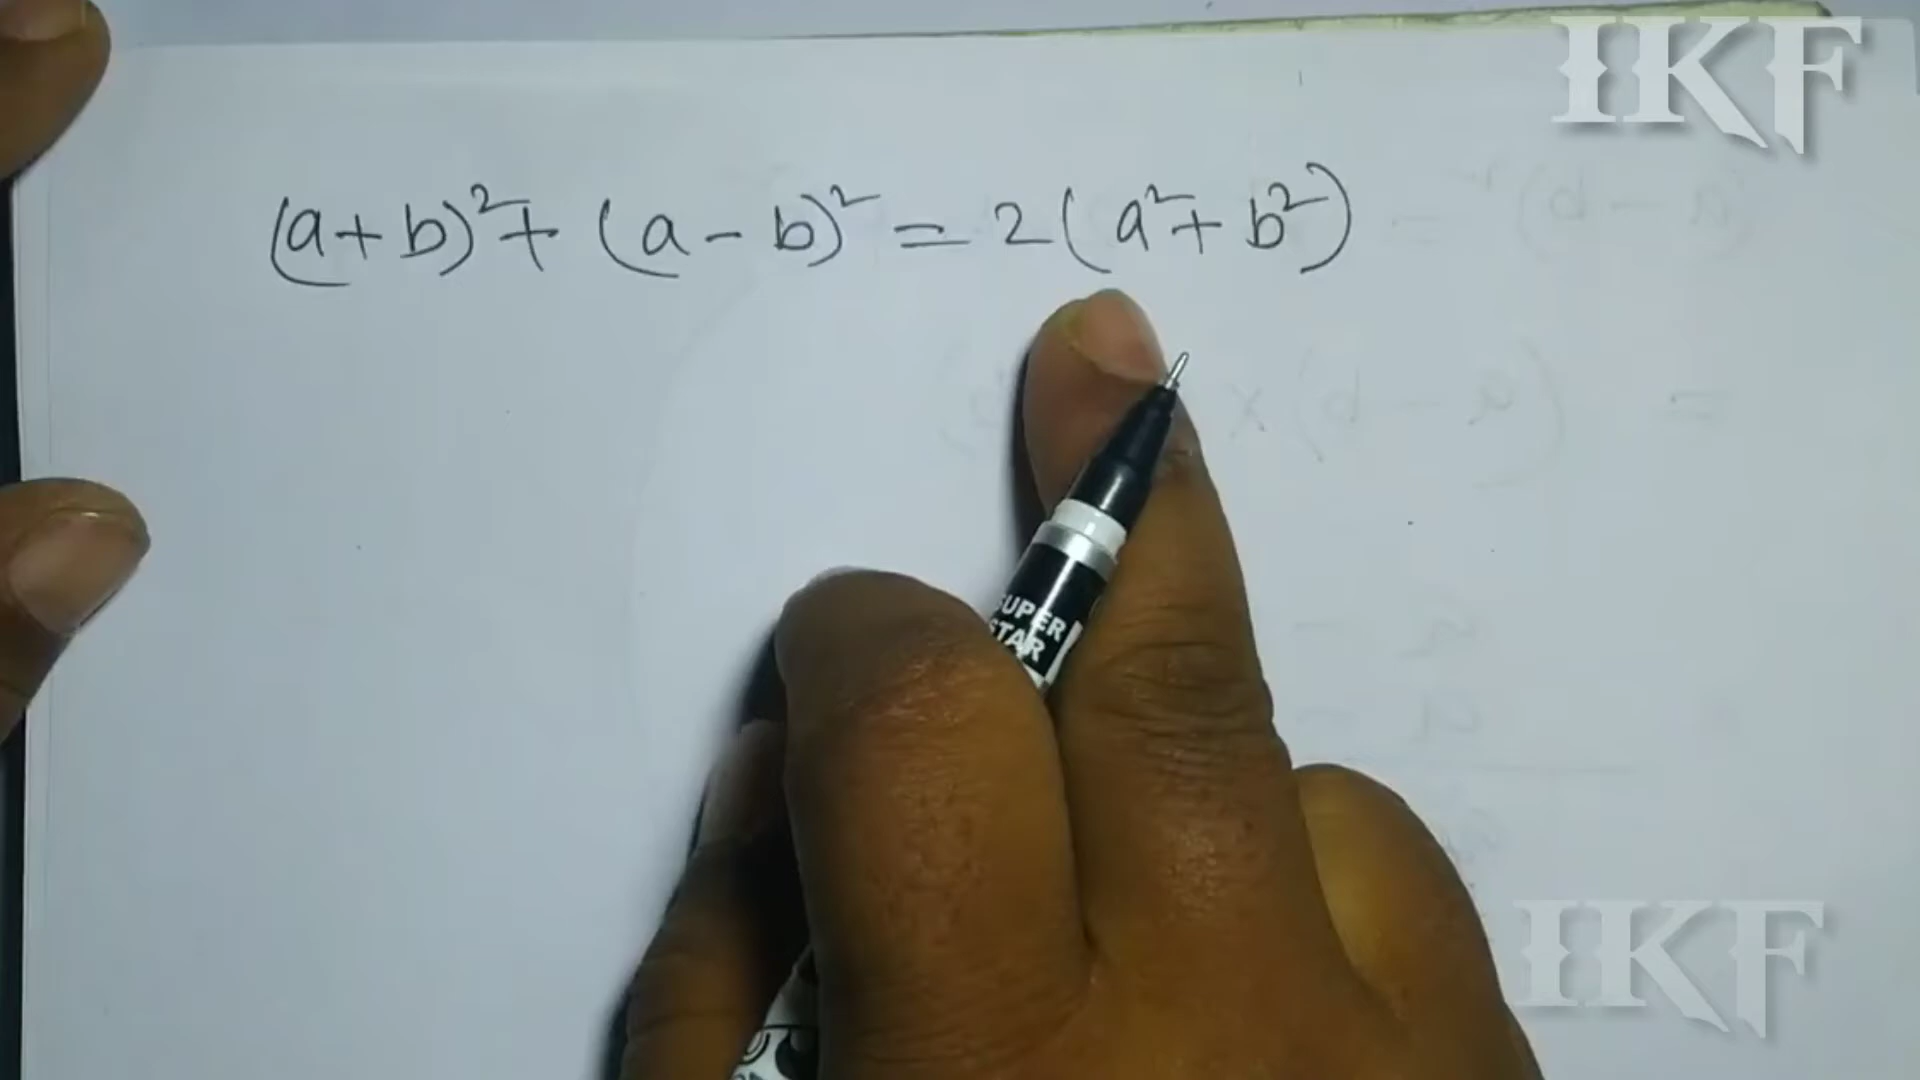 IKF
(a+b)²+ (a-b)² = 2(a²+ b²)
SUPER
STAR
IKF